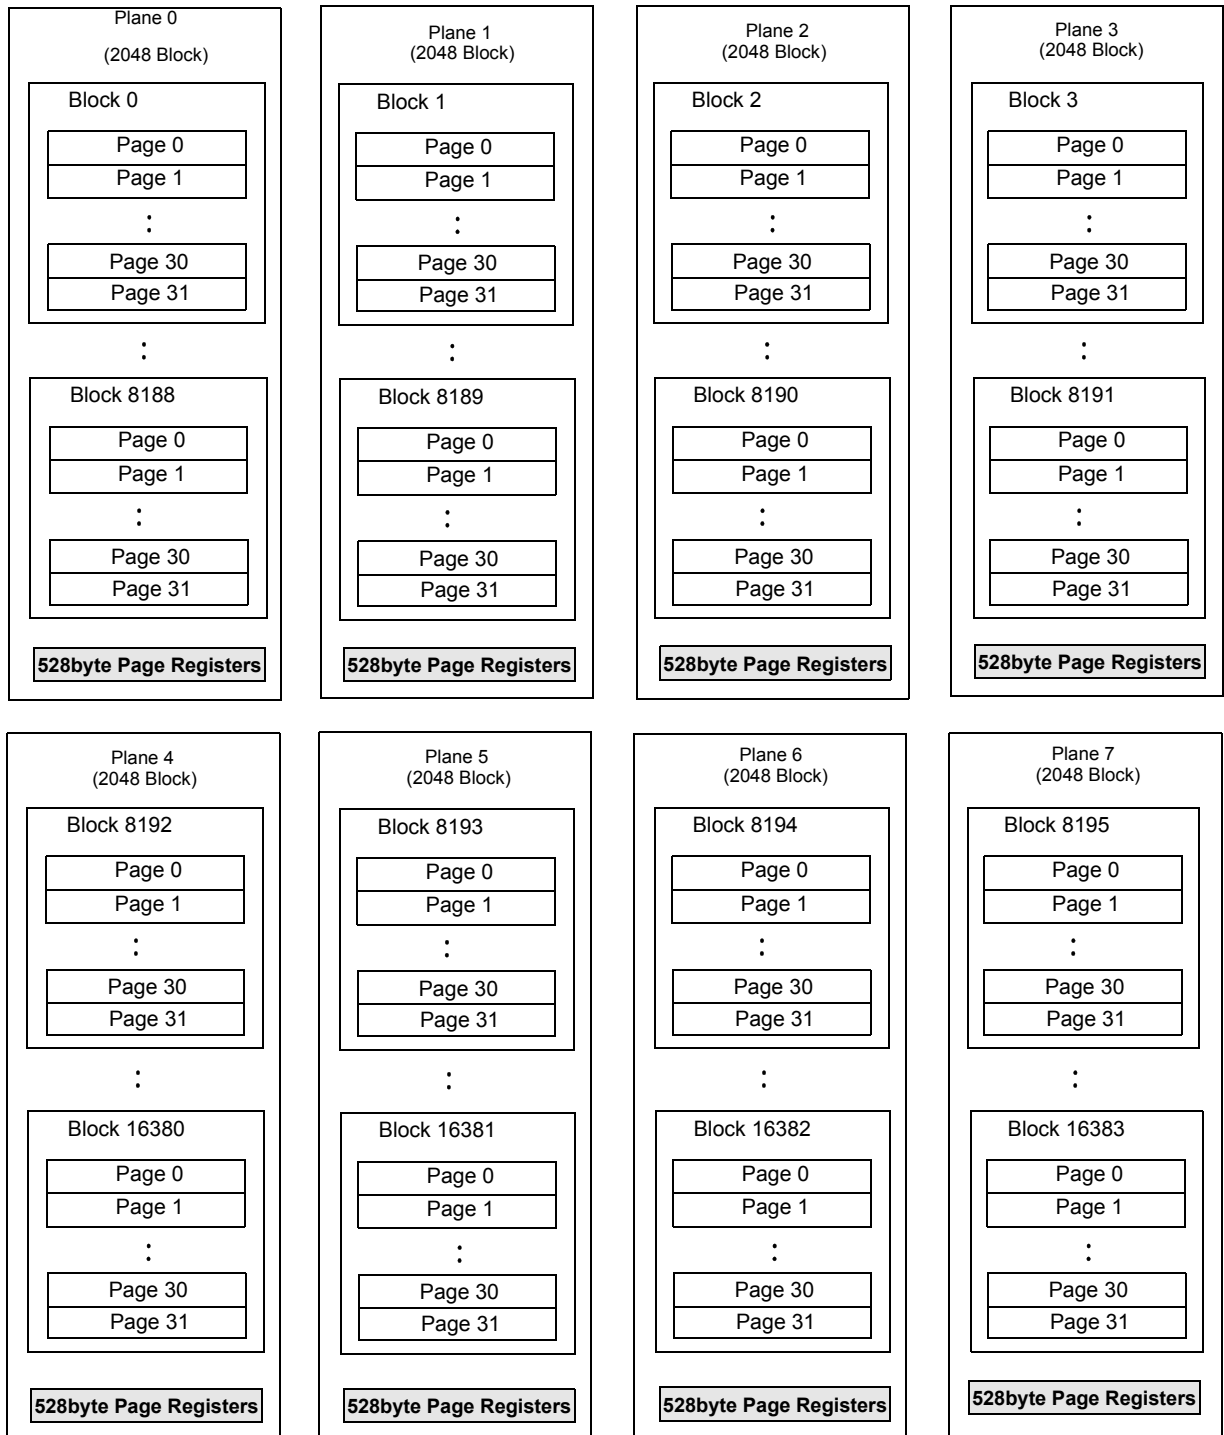 Plane 0
(2048 Block)
Block 0
Page 0
Page 1
:
Page 30
Page 31
:
Block 8188
Page 0
Page 1
:
Page 30
Page 31
528byte Page Registers
Plane 1
(2048 Block)
Block 1
Page 0
Page 1
:
Page 30
Page 31
:
Block 8189
Page 0
Page 1
:
Page 30
Page 31
528byte Page Registers
Plane 2
(2048 Block)
Block 2
Page 0
Page 1
:
Page 30
Page 31
:
Block 8190
Page 0
Page 1
:
Page 30
Page 31
528byte Page Registers
Plane 3
(2048 Block)
Block 3
Page 0
Page 1
:
Page 30
Page 31
:
Block 8191
Page 0
Page 1
:
Page 30
Page 31
528byte Page Registers
Plane 4
(2048 Block)
Block 8192
Page 0
Page 1
:
Page 30
Page 31
:
Block 16380
Page 0
Page 1
:
Page 30
Page 31
528byte Page Registers
Plane 5
(2048 Block)
Block 8193
Page 0
Page 1
:
Page 30
Page 31
:
Block 16381
Page 0
Page 1
:
Page 30
Page 31
528byte Page Registers
Plane 6
(2048 Block)
Block 8194
Page 0
Page 1
:
Page 30
Page 31
:
Block 16382
Page 0
Page 1
:
Page 30
Page 31
528byte Page Registers
Plane 7
(2048 Block)
Block 8195
Page 0
Page 1
:
Page 30
Page 31
:
Block 16383
Page 0
Page 1
:
Page 30
Page 31
528byte Page Registers